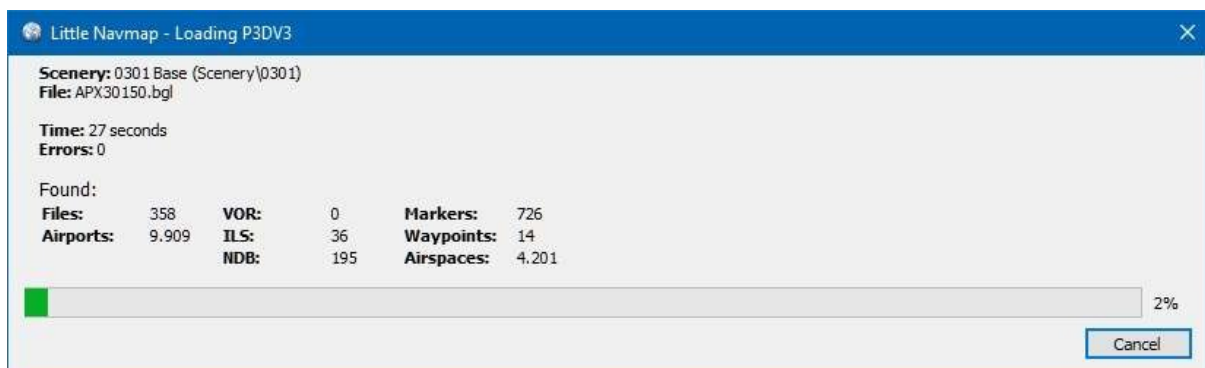 Little Navmap - Loading P3DV3
Scenery: 0301 Base (Scenery\0301)
File: APX30150.bgl
Time: 27 seconds
Errors: 0
Found:
Files: 358 VOR: 0 Markers: 726
Airports: 9.909 ILS: 36 Waypoints: 14
NDB: 195 Airspaces: 4.201
2%
Cancel